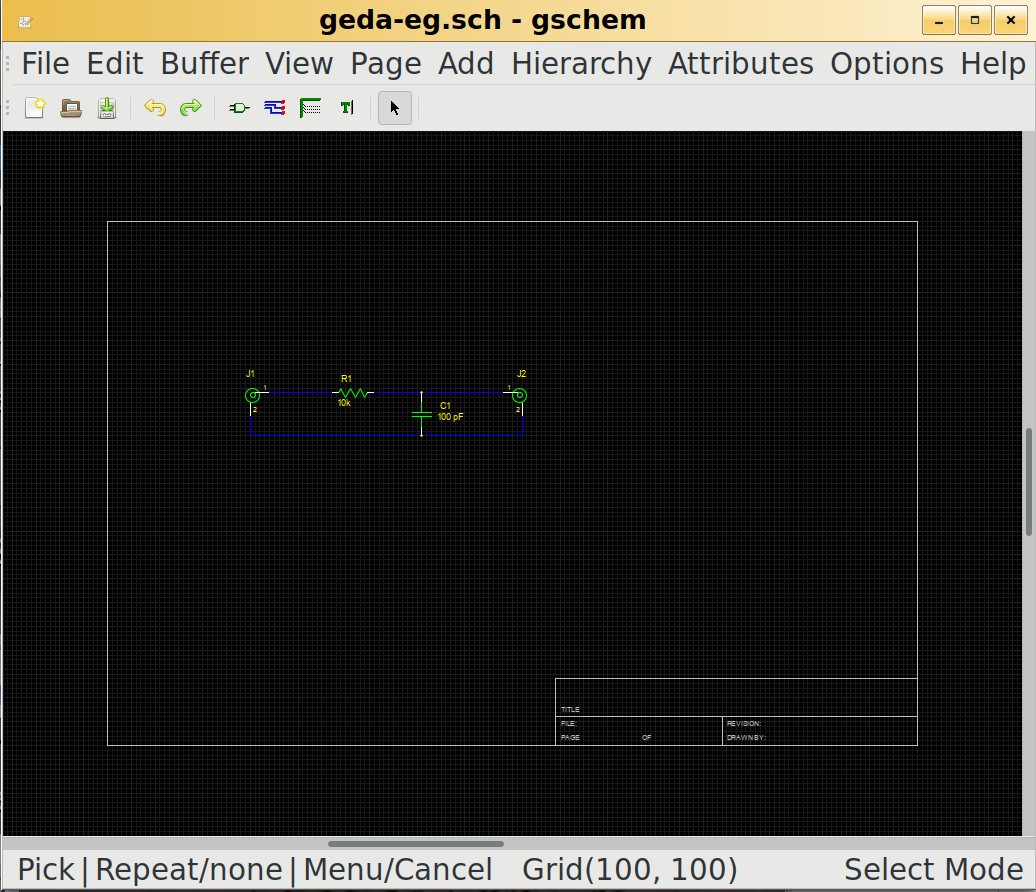 geda-eg.sch - gschem
File Edit Buffer View Page Add Hierarchy Attributes Options Help
T
J1
J2
R1
1
1
10k
C1
2
2
100 pF
TITLE
FILE:
REVISION:
PAGE OF
DRAWN BY:
Pick | Repeat/none | Menu/Cancel Grid(100, 100) Select Mode